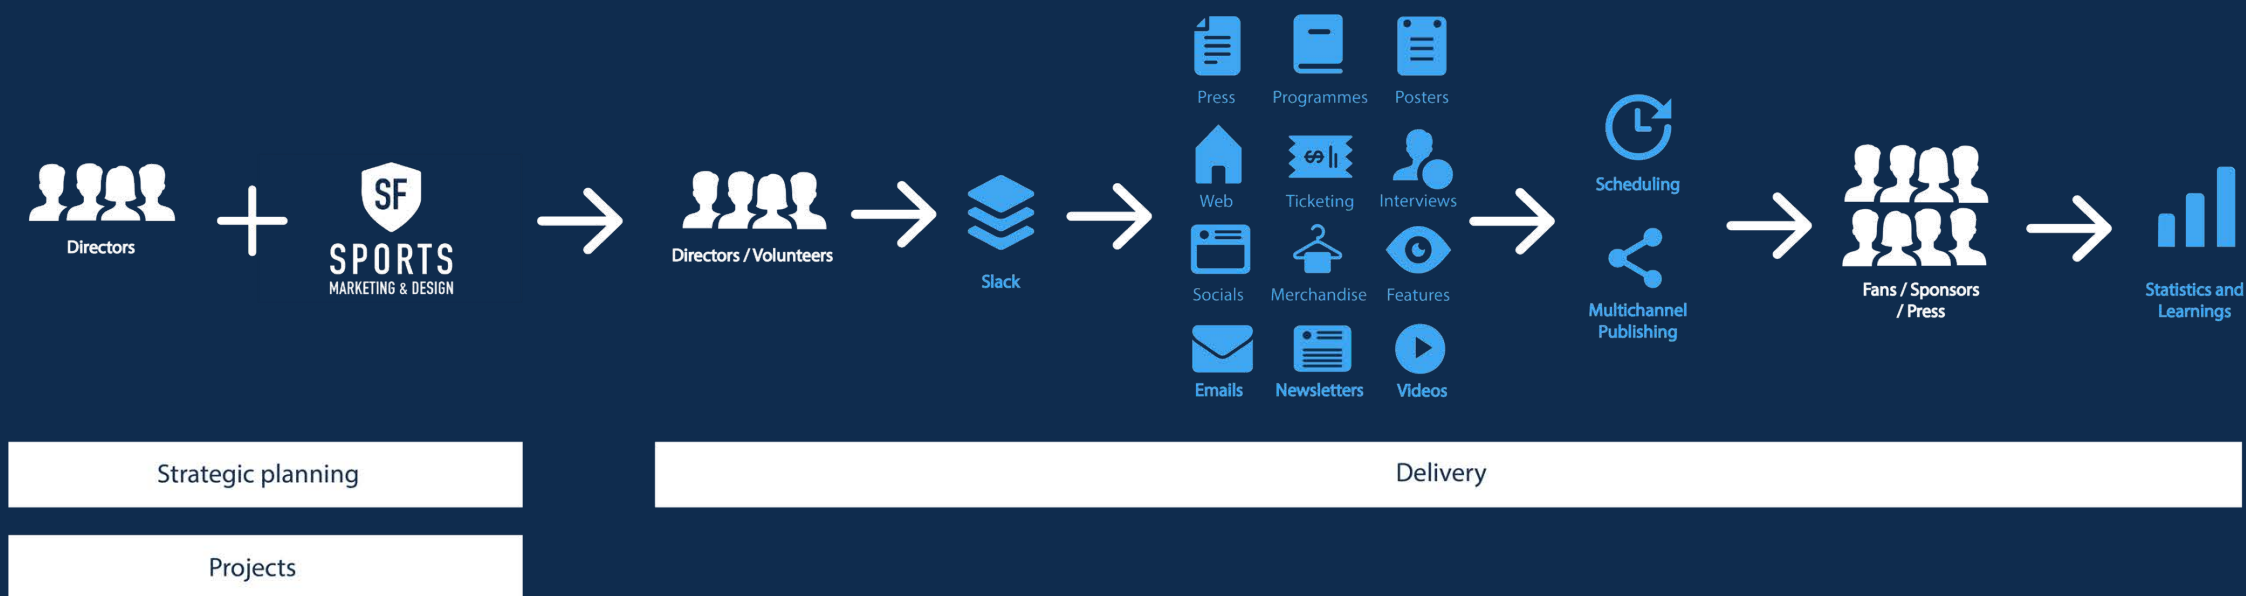 Directors
SF
SPORTS
MARKETING & DESIGN
Directors / Volunteers
Slack
Press
Programmes
Posters
Web
Ticketing
Interviews
Socials
Merchandise
Features
Emails
Newsletters
Videos
Scheduling
Multichannel
Publishing
Fans / Sponsors
/ Press
Statistics and
Learnings
Strategic planning
Delivery
Projects